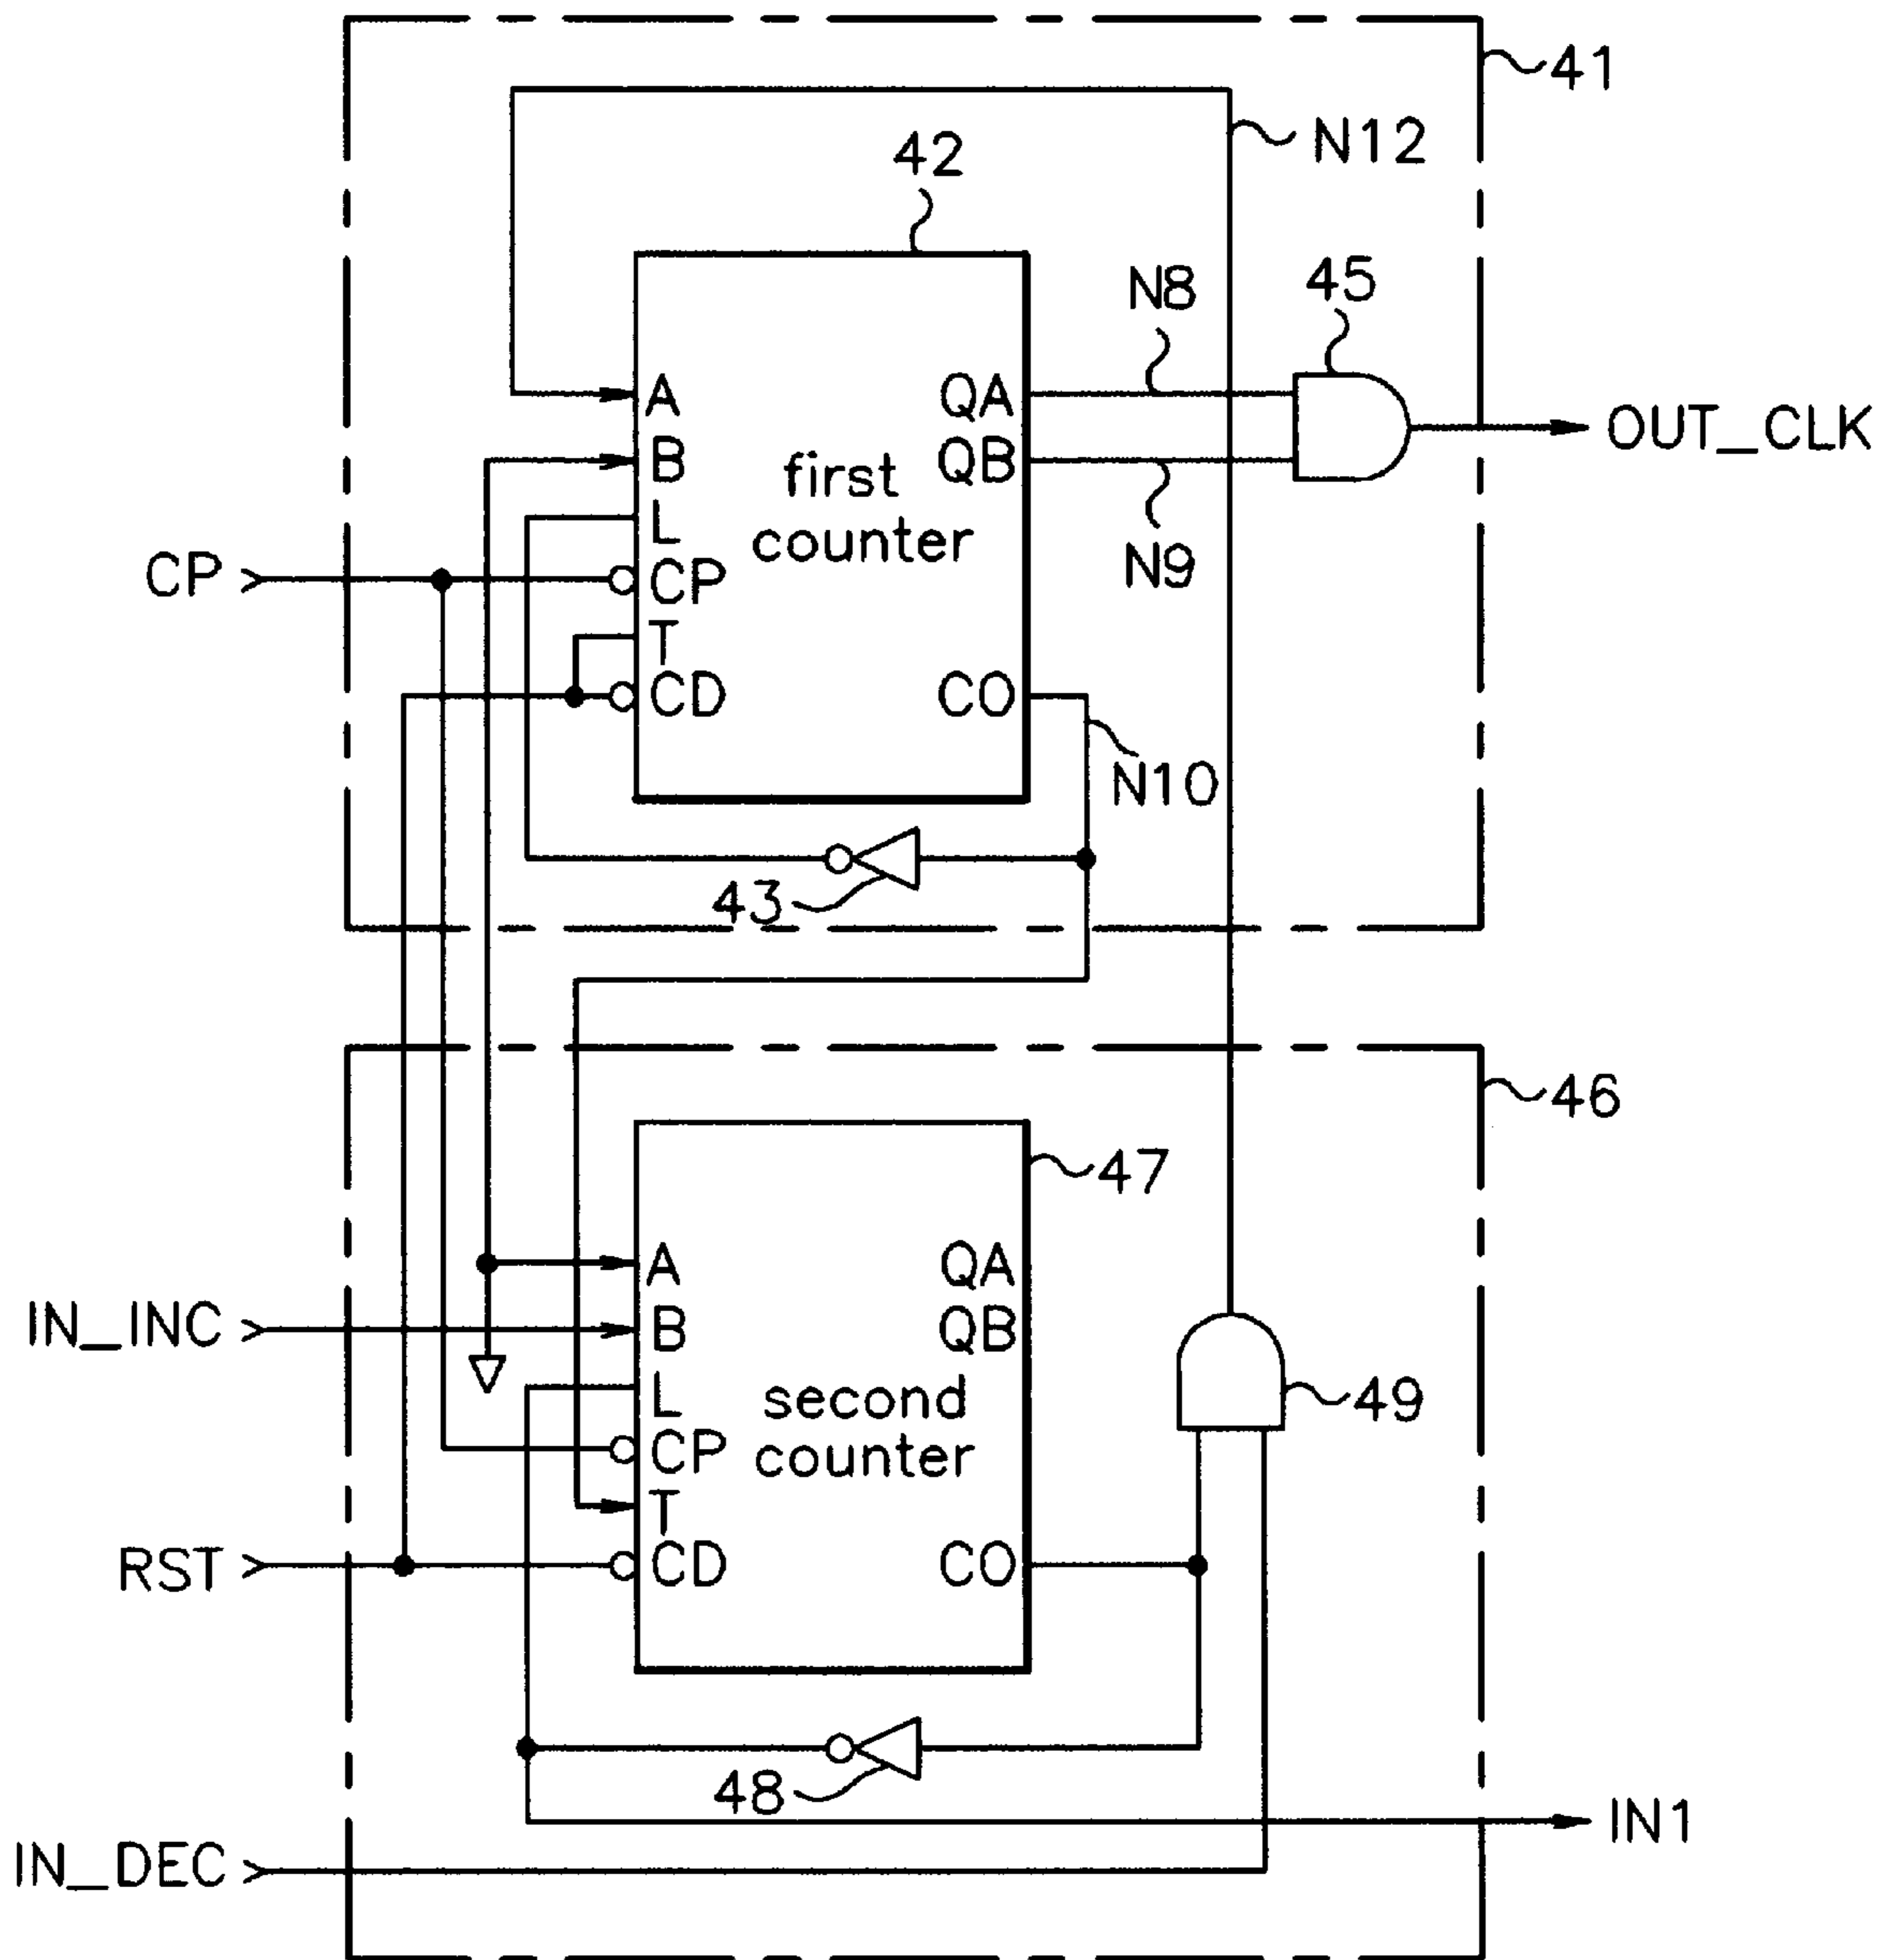 41
N12
42
N8
45
A
QA
OUT_CLK
B
QB
first
counter
L
N9
CP
CP
T
CD
CO
N10
43
46
47
A
QA
IN_INC
B
QB
L
second
counter
49
CP
T
RST
CD
CO
48
IN1
IN_DEC